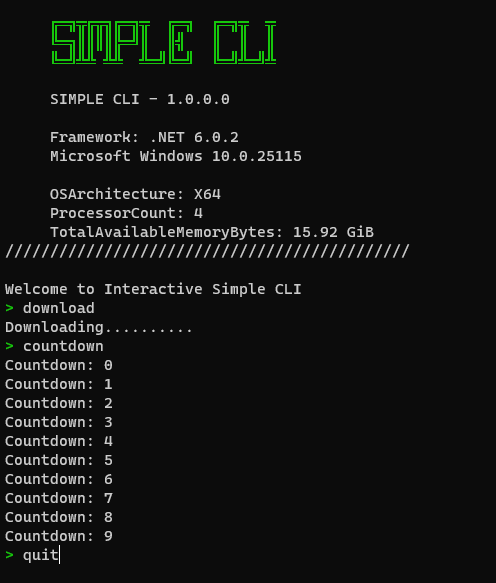 SIMPLE CLI
SIMPLE CLI - 1.0.0.0
Framework: .NET 6.0.2
Microsoft Windows 10.0.25115
OSArchitecture: X64
ProcessorCount: 4
TotalAvailableMemoryBytes: 15.92 GiB
/////////////////////////////////////////////
Welcome to Interactive Simple CLI
> download
Downloading..........
> countdown
Countdown: 0
Countdown: 1
Countdown: 2
Countdown: 3
Countdown: 4
Countdown: 5
Countdown: 6
Countdown: 7
Countdown: 8
Countdown: 9
> quit